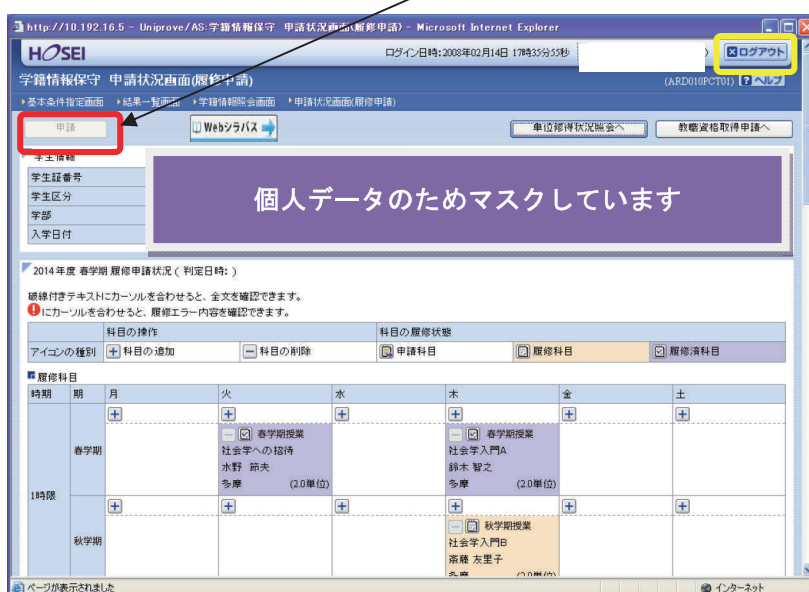 http://10.192.16.5 - Uniprove/AS:学籍情報保守 申請状況画面(履修申請) - Microsoft Internet Explorer
HOSEI
ログイン日時:2008年02月14日 17時35分55秒
)
ログアウト
学籍情報保守 申請状況画面(履修申請)
(ARD010PCT01) ? ヘルプ
基本条件指定画面 結果一覧画面 学籍情報照会画面 申請状況画面(履修申請)
申請
Webシラバス
単位修得状況照会へ
教職資格取得申請へ
学生情報
学生証番号
学生区分
学部
入学日付
個人データのためマスクしています
2014年度 春学期 履修申請状況 ( 判定日時: )
破線付きテキストにカーソルを合わせると、全文を確認できます。
にカーソルを合わせると、履修エラー内容を確認できます。
科目の操作 科目の履修状態
アイコンの種別 科目の追加 科目の削除 申請科目 履修科目 履修済科目
履修科目
時期 期 月 火 水 木 金 土
1時限
春学期
春学期授業
社会学への招待
水野 節夫
多摩 (2.0単位)
春学期授業
社会学入門A
鈴木 智之
多摩 (2.0単位)
秋学期
秋学期授業
社会学入門B
斎藤 友里子
多摩 (2.0単位)
ページが表示されました
インターネット